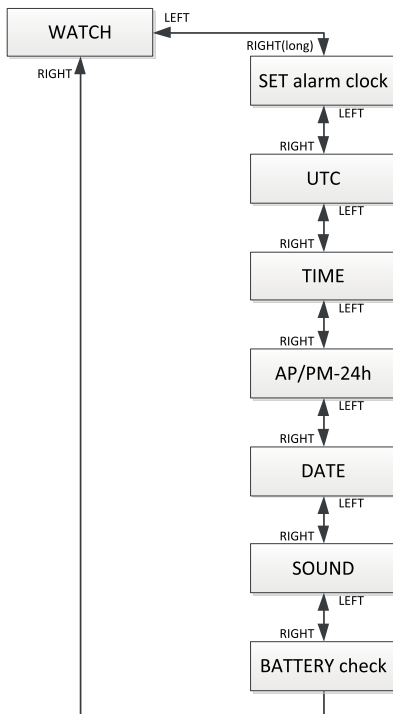 WATCH
LEFT
RIGHT(long)
RIGHT
SET alarm clock
LEFT
RIGHT
UTC
LEFT
RIGHT
TIME
LEFT
RIGHT
AP/PM-24h
LEFT
RIGHT
DATE
LEFT
RIGHT
SOUND
LEFT
RIGHT
BATTERY check